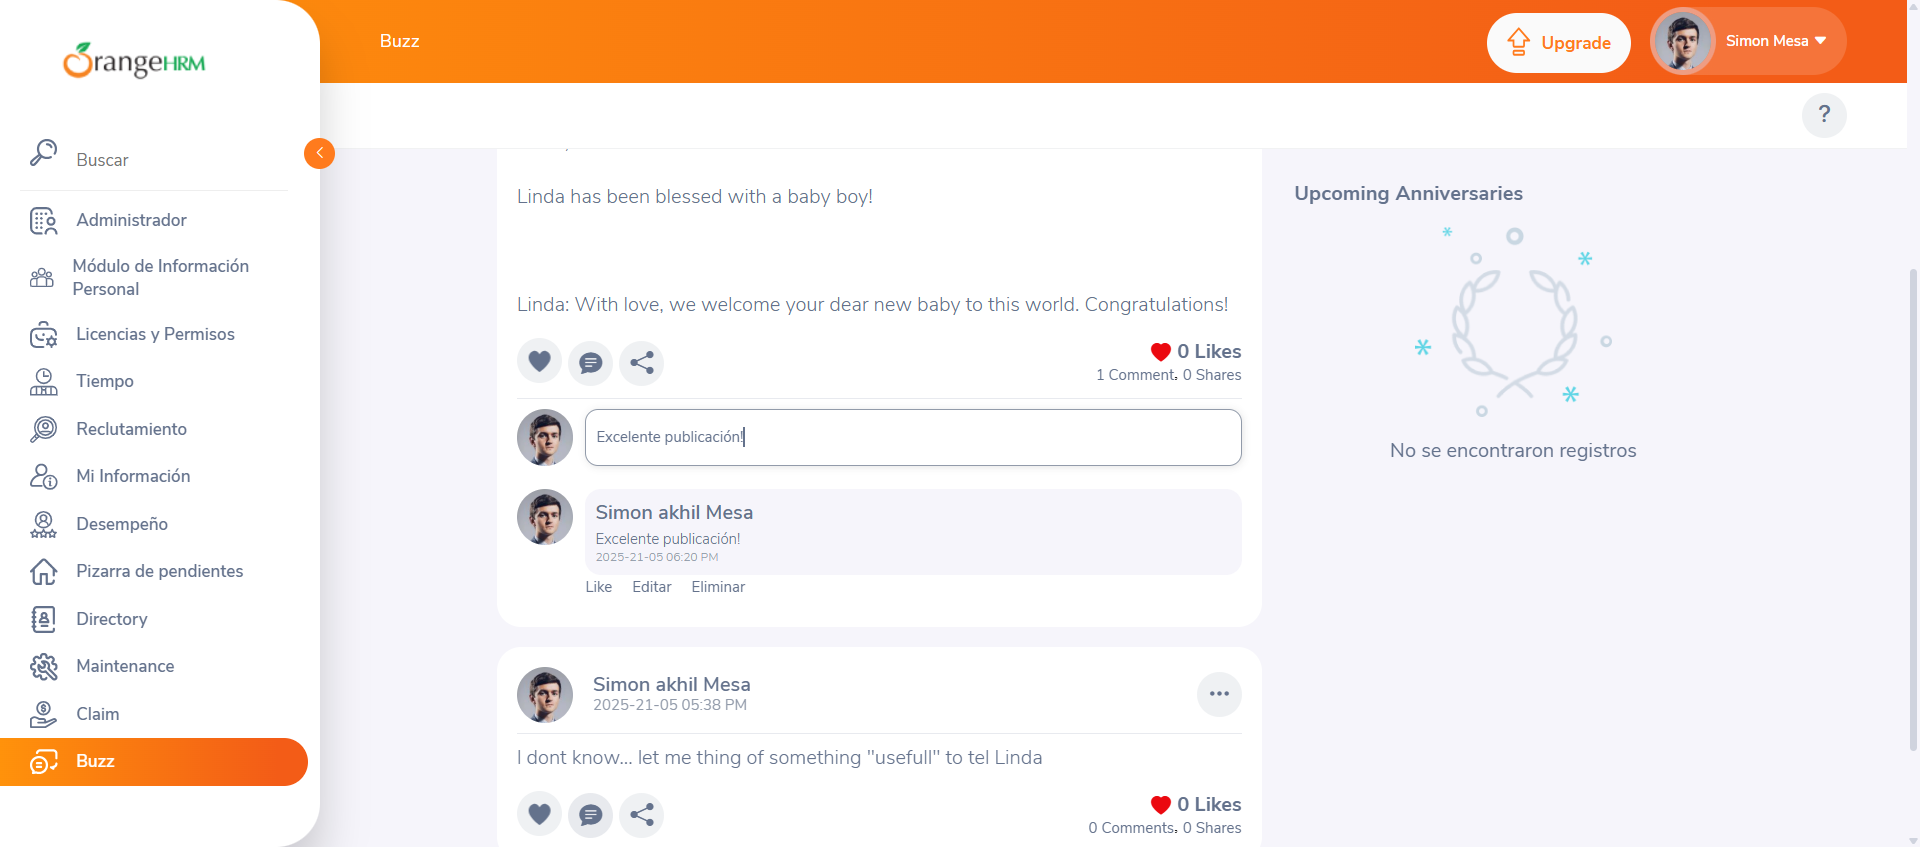 OrangeHRM
Buzz
Upgrade
Simon Mesa
?
Buscar
Administrador
Módulo de Información
Personal
Licencias y Permisos
Tiempo
Reclutamiento
Mi Información
Desempeño
Pizarra de pendientes
Directory
Maintenance
Claim
Buzz
Linda has been blessed with a baby boy!
Linda: With love, we welcome your dear new baby to this world. Congratulations!
0 Likes
1 Comment, 0 Shares
Excelente publicación!
Simon akhil Mesa
Excelente publicación!
2025-21-05 06:20 PM
Like Editar Eliminar
Simon akhil Mesa
2025-21-05 05:38 PM
I dont know... let me thing of something "usefull" to tel Linda
0 Likes
0 Comments, 0 Shares
Upcoming Anniversaries
No se encontraron registros